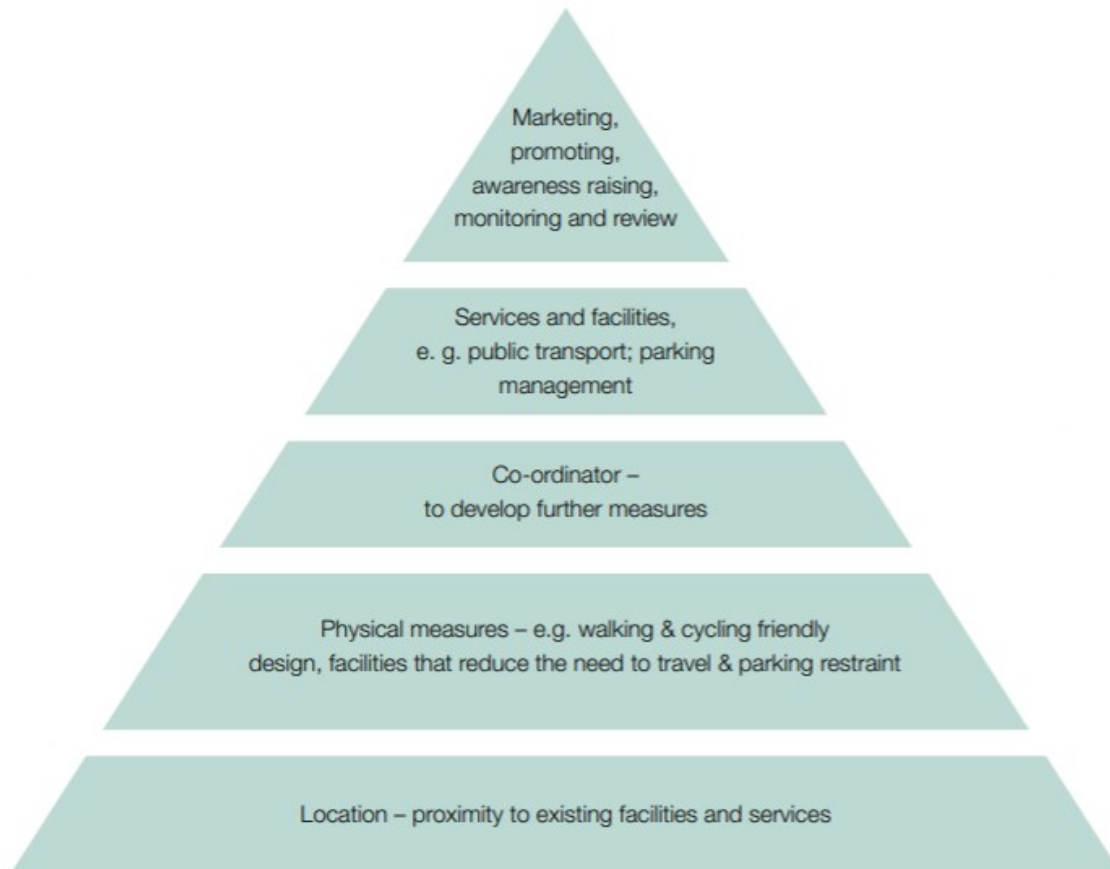 Marketing,
promoting,
awareness raising,
monitoring and review
Services and facilities,
e. g. public transport; parking
management
Co-ordinator –
to develop further measures
Physical measures – e.g. walking & cycling friendly
design, facilities that reduce the need to travel & parking restraint
Location – proximity to existing facilities and services